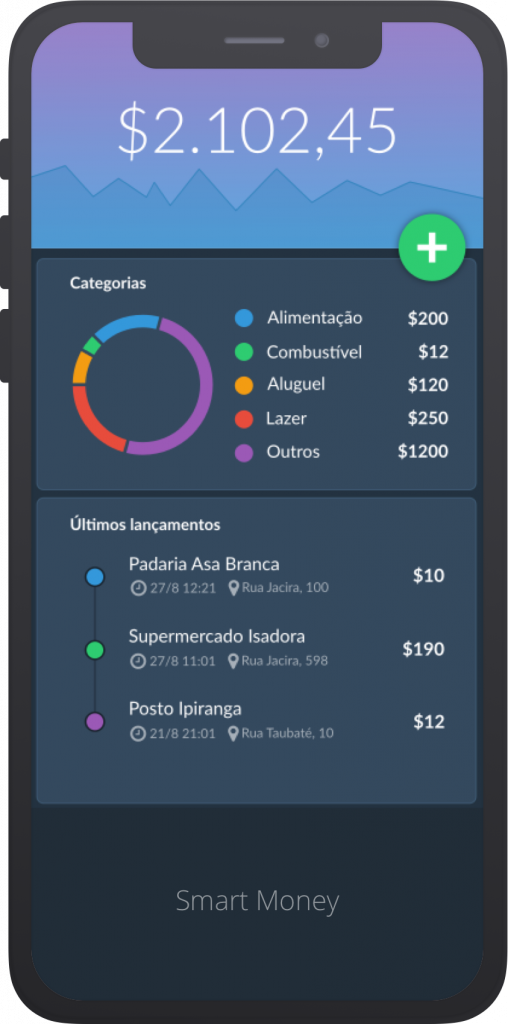 $2.102,45
Categorias
Alimentação $200
Combustível $12
Aluguel $120
Lazer $250
Outros $1200
Últimos lançamentos
Padaria Asa Branca
27/8 12:21 Rua Jacira, 100
$10
Supermercado Isadora
27/8 11:01 Rua Jacira, 598
$190
Posto Ipiranga
21/8 21:01 Rua Taubaté, 10
$12
Smart Money